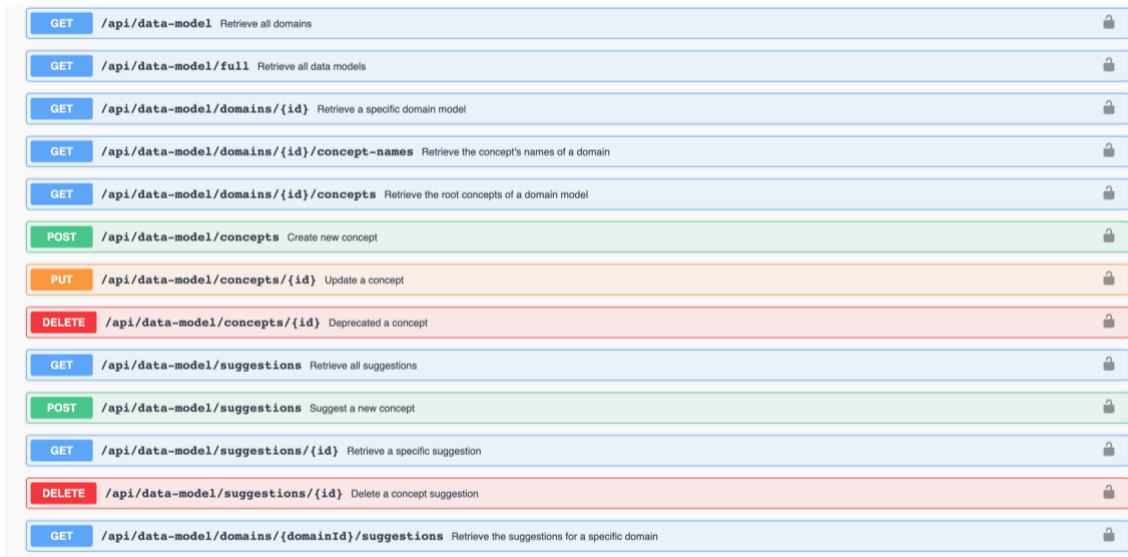 GET /api/data-model Retrieve all domains
GET /api/data-model/full Retrieve all data models
GET /api/data-model/domains/{id} Retrieve a specific domain model
GET /api/data-model/domains/{id}/concept-names Retrieve the concept's names of a domain
GET /api/data-model/domains/{id}/concepts Retrieve the root concepts of a domain model
POST /api/data-model/concepts Create new concept
PUT /api/data-model/concepts/{id} Update a concept
DELETE /api/data-model/concepts/{id} Deprecated a concept
GET /api/data-model/suggestions Retrieve all suggestions
POST /api/data-model/suggestions Suggest a new concept
GET /api/data-model/suggestions/{id} Retrieve a specific suggestion
DELETE /api/data-model/suggestions/{id} Delete a concept suggestion
GET /api/data-model/domains/{domainId}/suggestions Retrieve the suggestions for a specific domain